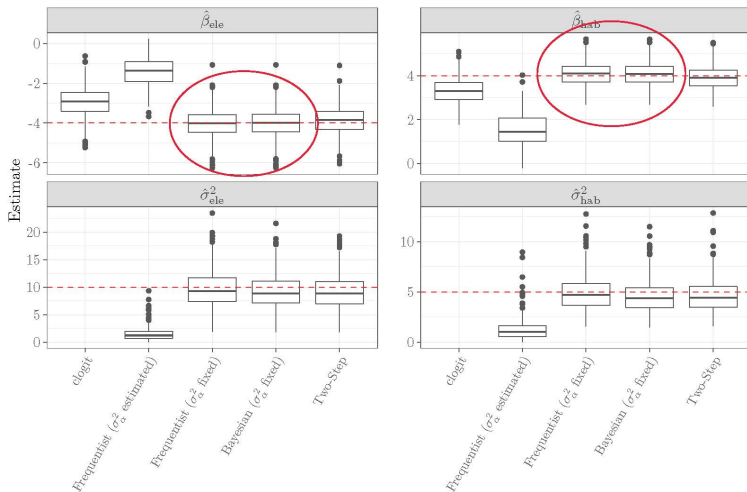 β̂ele
β̂hab
0
-2
-4
-6
4
2
0
Estimate
σ̂²ele
σ̂²hab
20
15
10
5
0
10
5
0
clogit
Frequentist (σ²α estimated)
Frequentist (σ²α fixed)
Bayesian (σ²α fixed)
Two-Step
clogit
Frequentist (σ²α estimated)
Frequentist (σ²α fixed)
Bayesian (σ²α fixed)
Two-Step